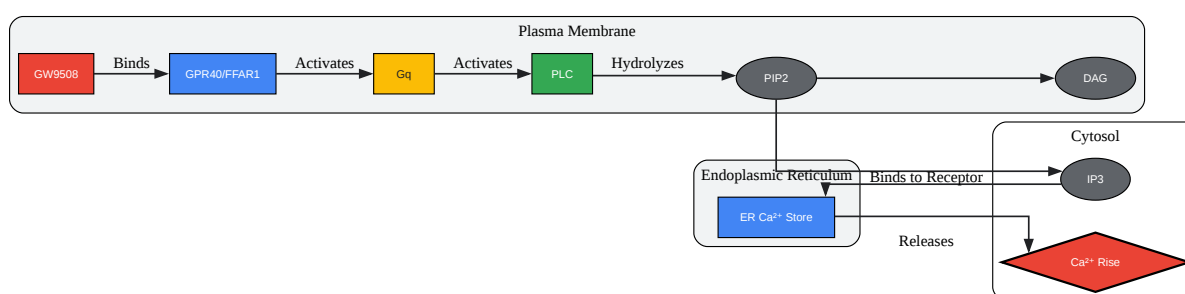 Plasma Membrane
GW9508
Binds
GPR40/FFAR1
Activates
Gq
Activates
PLC
Hydrolyzes
PIP2
DAG
Cytosol
Endoplasmic Reticulum
Binds to Receptor
IP3
ER Ca²⁺ Store
Releases
Ca²⁺ Rise